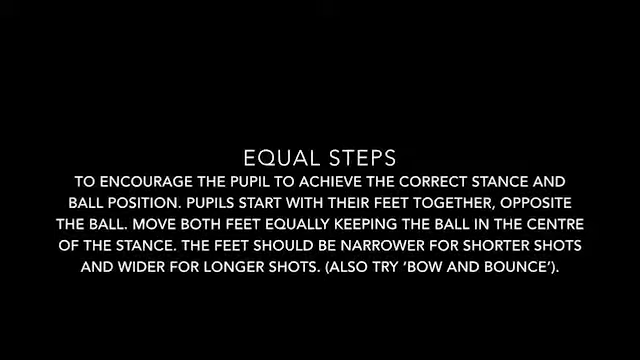 EQUAL STEPS
TO ENCOURAGE THE PUPIL TO ACHIEVE THE CORRECT STANCE AND
BALL POSITION. PUPILS START WITH THEIR FEET TOGETHER, OPPOSITE
THE BALL. MOVE BOTH FEET EQUALLY KEEPING THE BALL IN THE CENTRE
OF THE STANCE. THE FEET SHOULD BE NARROWER FOR SHORTER SHOTS
AND WIDER FOR LONGER SHOTS. (ALSO TRY ‘BOW AND BOUNCE’).